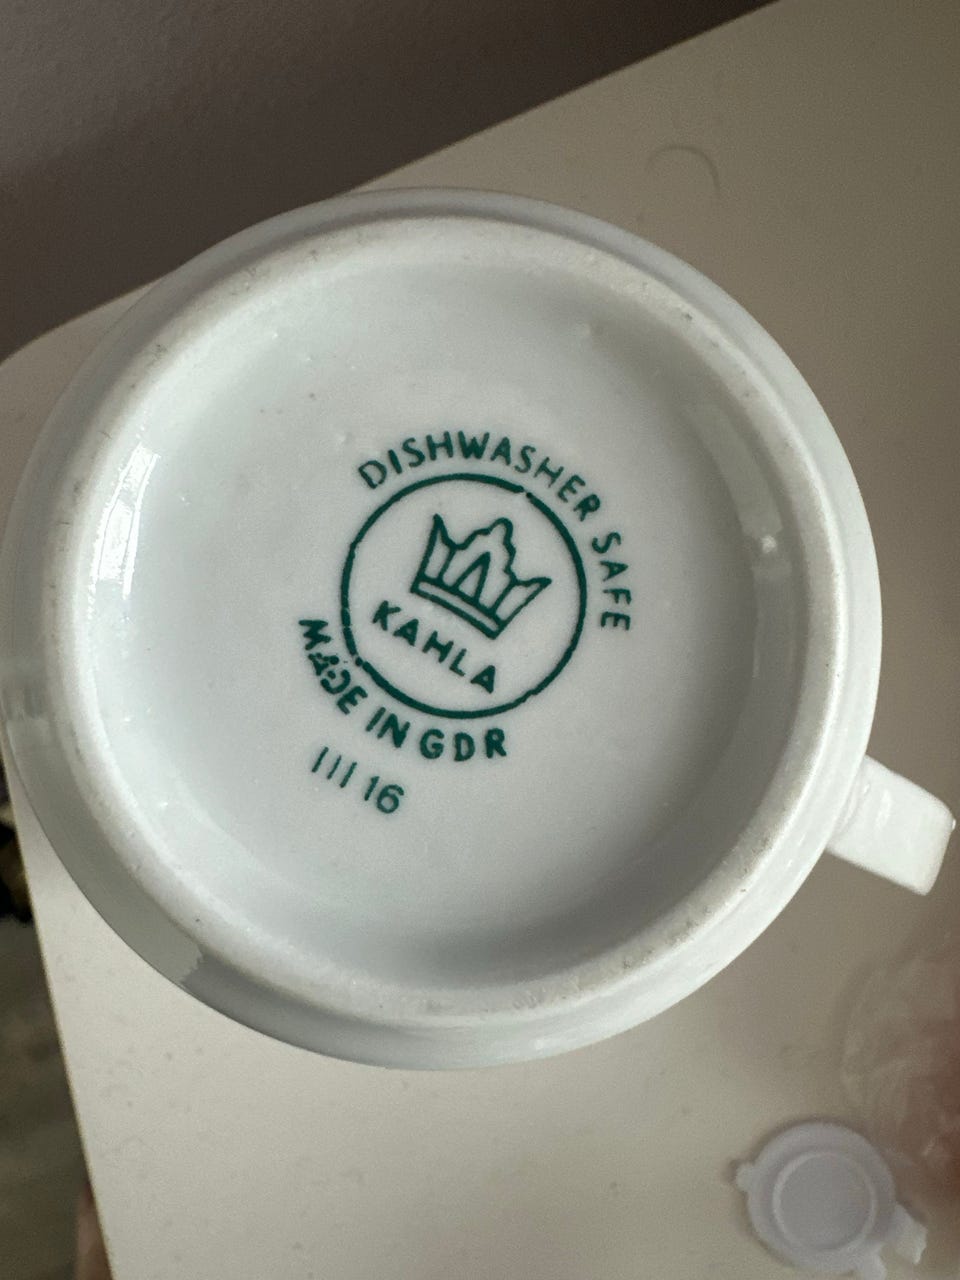 DISHWASHER SAFE
KAHLA
MADE IN GDR
III 16